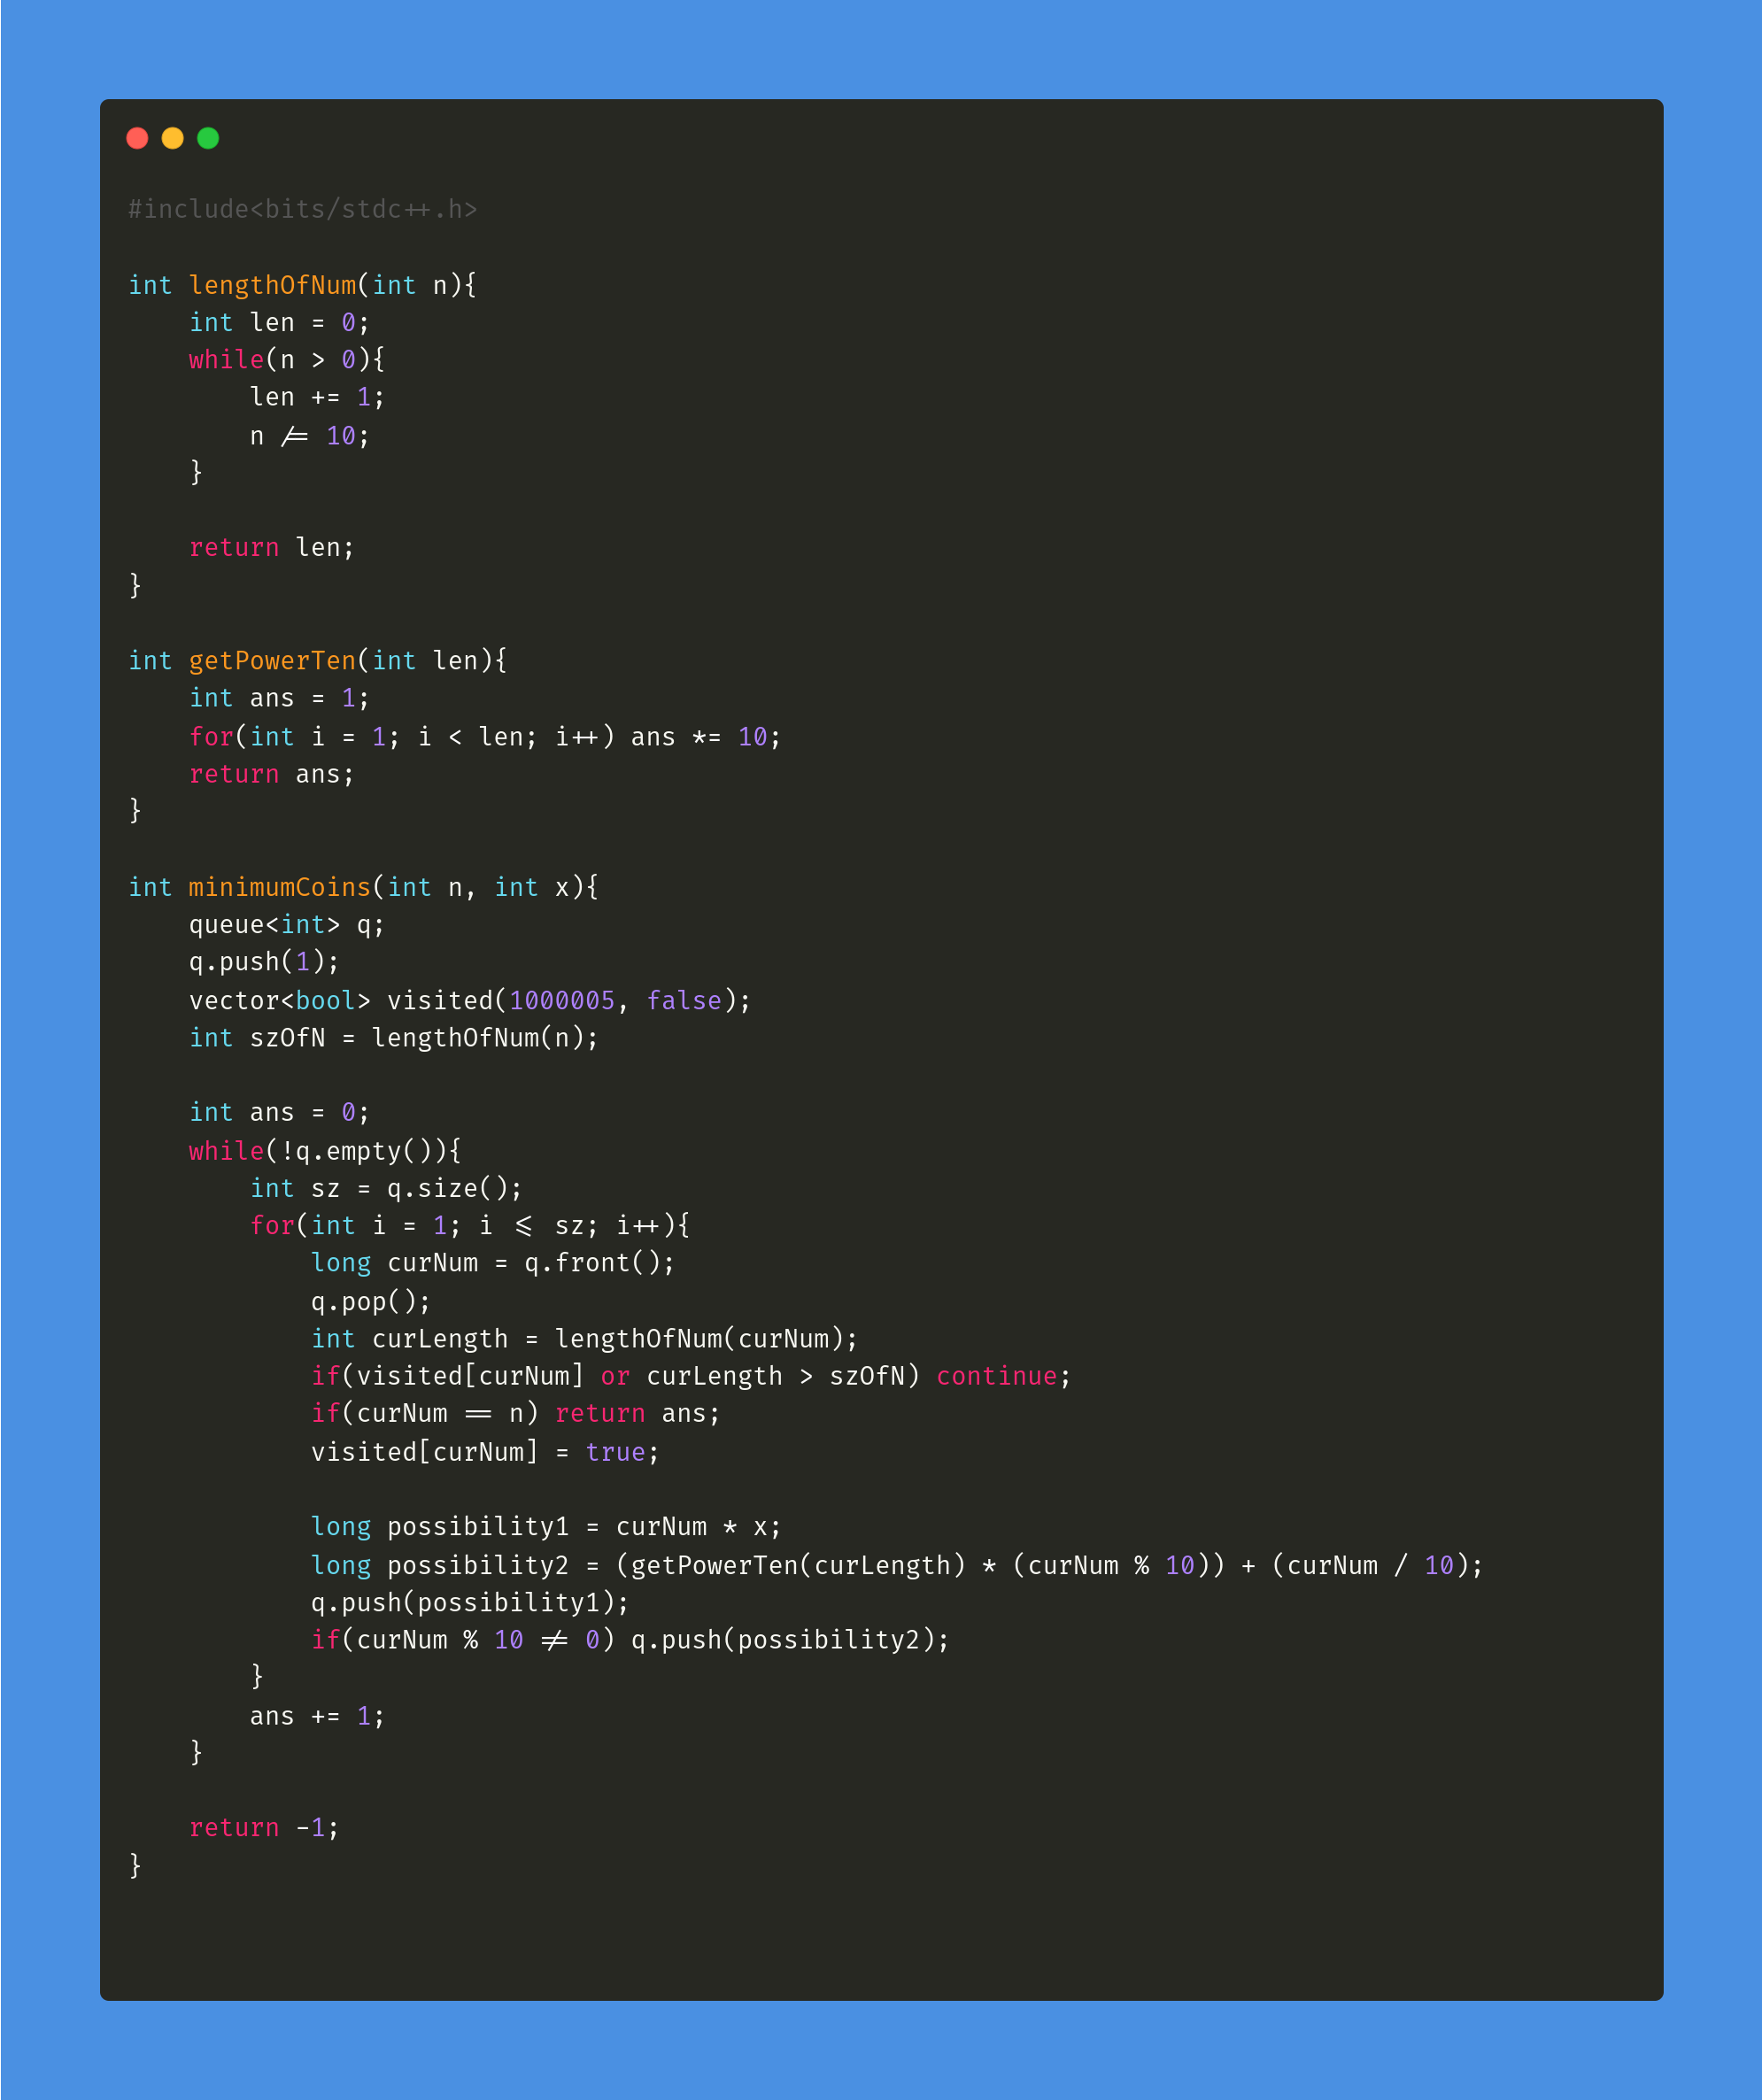 #include<bits/stdc++.h>
int lengthOfNum(int n){
    int len = 0;
    while(n > 0){
        len += 1;
        n /= 10;
    }
    return len;
}
int getPowerTen(int len){
    int ans = 1;
    for(int i = 1; i < len; i++) ans *= 10;
    return ans;
}
int minimumCoins(int n, int x){
    queue<int> q;
    q.push(1);
    vector<bool> visited(1000005, false);
    int szOfN = lengthOfNum(n);
    int ans = 0;
    while(!q.empty()){
        int sz = q.size();
        for(int i = 1; i <= sz; i++){
            long curNum = q.front();
            q.pop();
            int curLength = lengthOfNum(curNum);
            if(visited[curNum] or curLength > szOfN) continue;
            if(curNum == n) return ans;
            visited[curNum] = true;
            long possibility1 = curNum * x;
            long possibility2 = (getPowerTen(curLength) * (curNum % 10)) + (curNum / 10);
            q.push(possibility1);
            if(curNum % 10 != 0) q.push(possibility2);
        }
        ans += 1;
    }
    return -1;
}